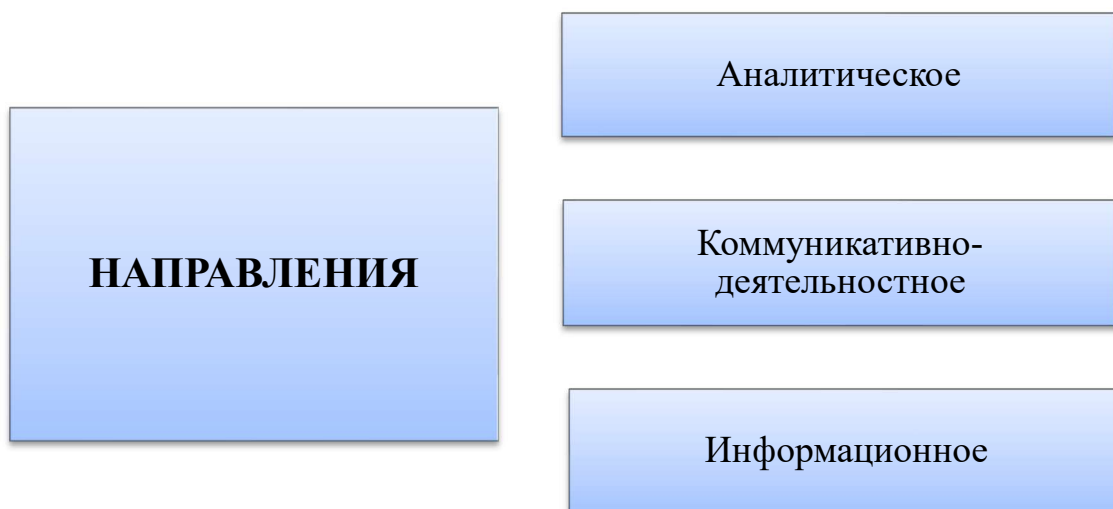 НАПРАВЛЕНИЯ
Аналитическое
Коммуникативно-
деятельностное
Информационное